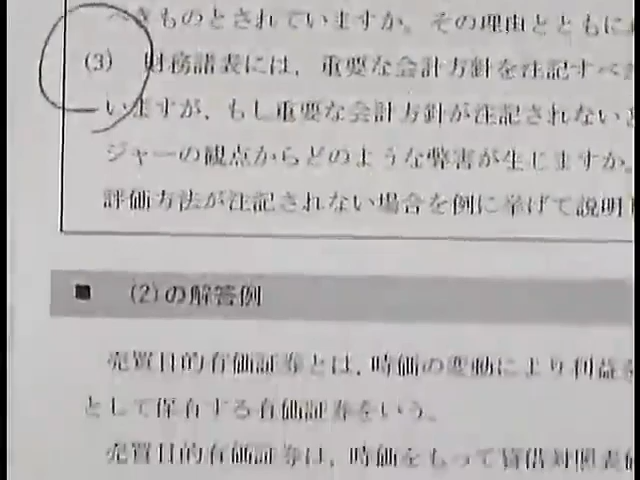 べきものとされていますか。その理由ととも
(3) 財務諸表には，重要な会計方針を注記すべき
いますが，もし重要な会計方針が注記されない
ジャーの観点からどのような弊害が生じますか。
評価方法が注記されない場合を例に挙げて説明
■ (2)の解答例
売買目的有価証券とは，時価の変動により利益を
として保有する有価証券をいう。
売買目的有価証券は，時価をもって貸借対照表